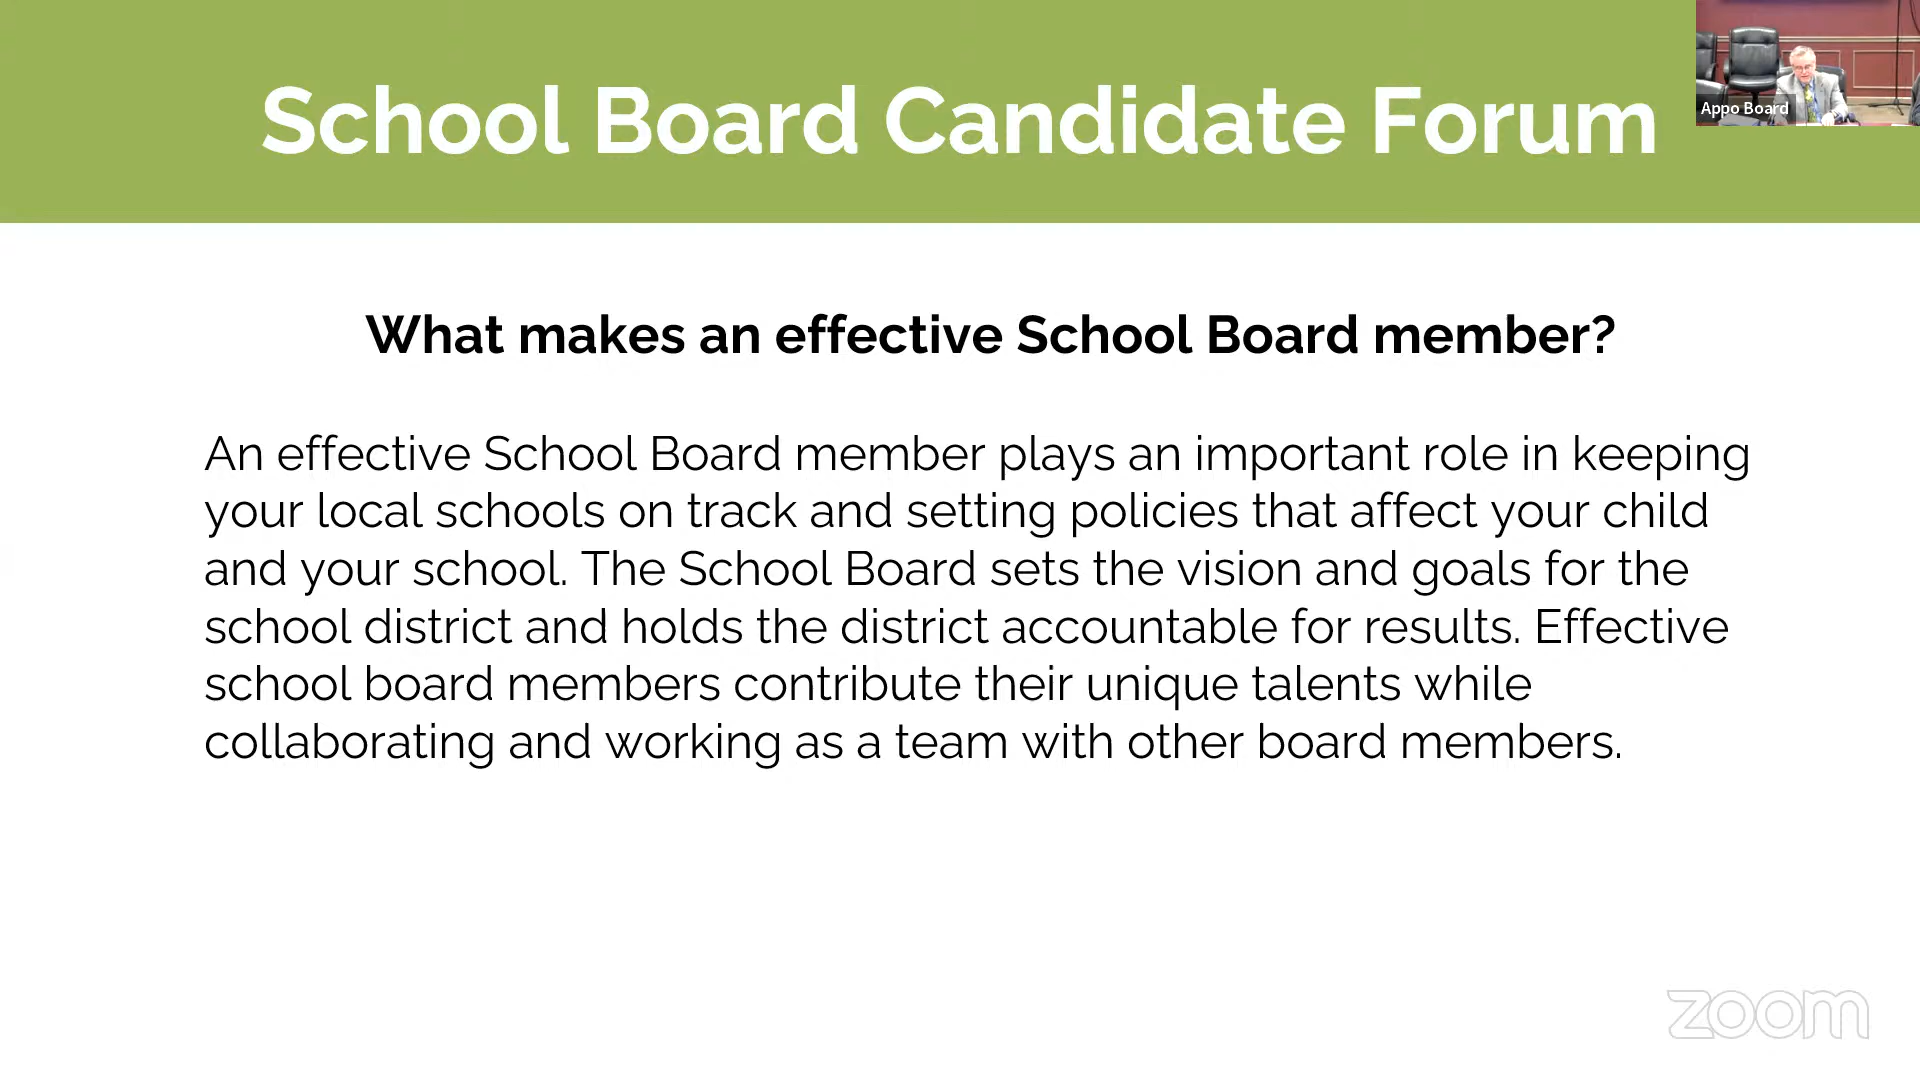 School Board Candidate Forum
Appo Board
What makes an effective School Board member?
An effective School Board member plays an important role in keeping
your local schools on track and setting policies that affect your child
and your school. The School Board sets the vision and goals for the
school district and holds the district accountable for results. Effective
school board members contribute their unique talents while
collaborating and working as a team with other board members.
zoom